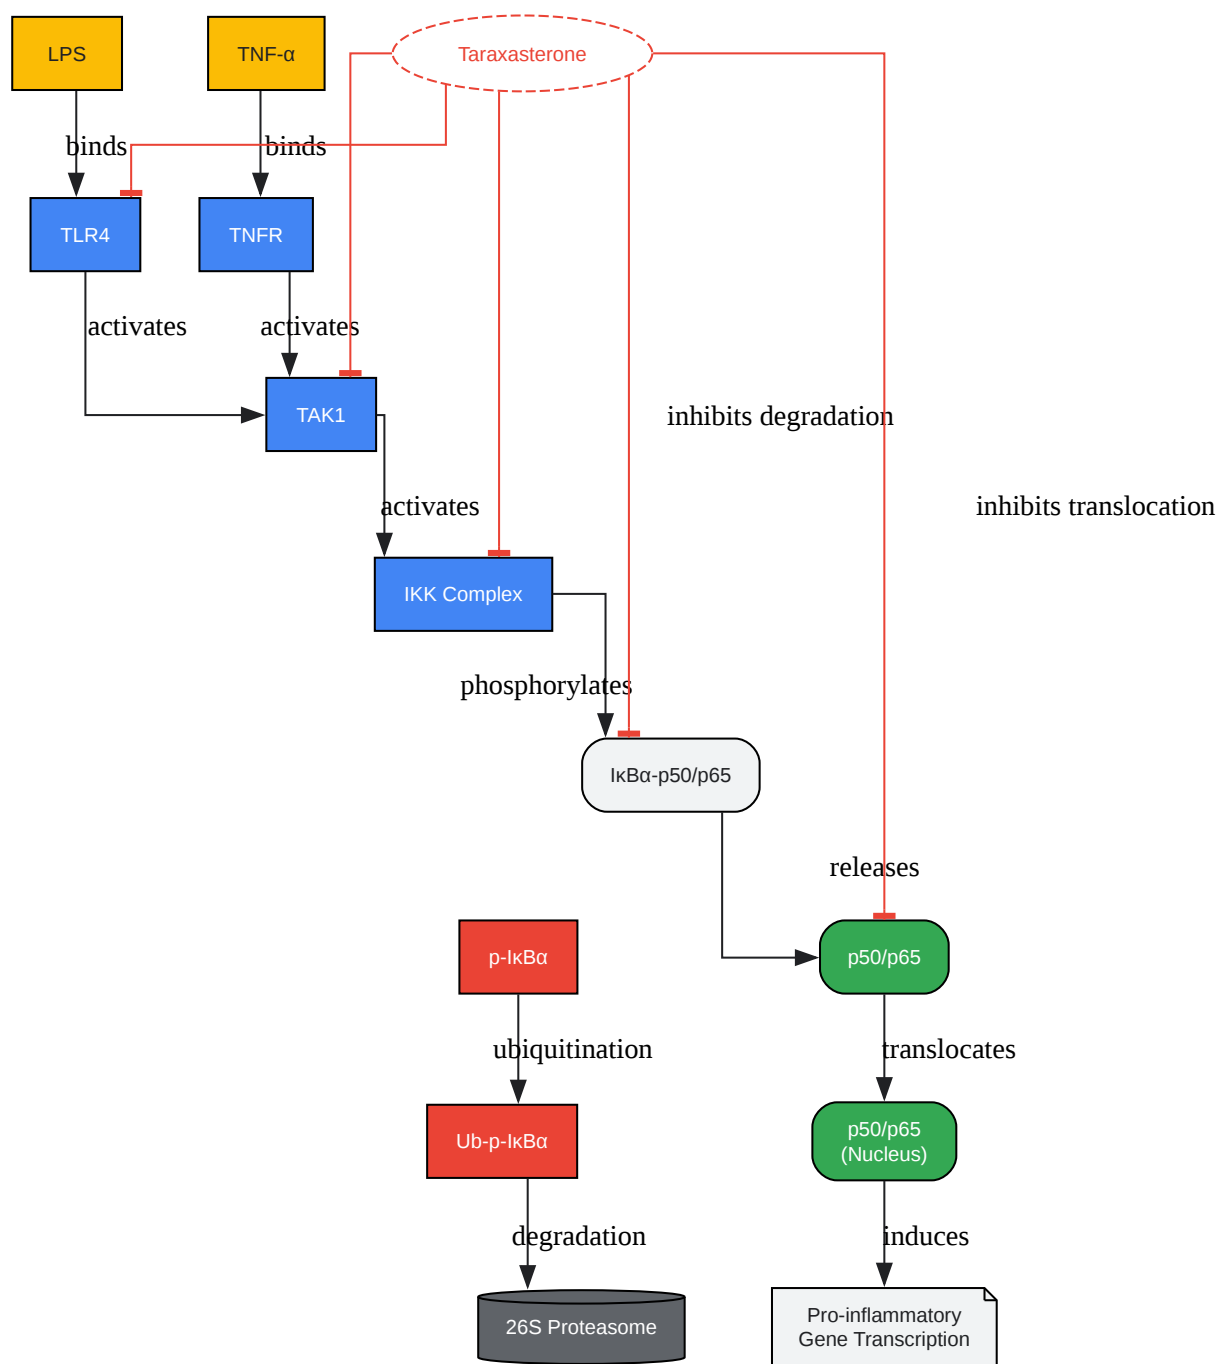 LPS
TNF-α
Taraxasterone
binds
binds
TLR4
TNFR
activates
activates
TAK1
inhibits degradation
activates
inhibits translocation
IKK Complex
phosphorylates
IκBα-p50/p65
releases
p-IκBα
p50/p65
ubiquitination
translocates
Ub-p-IκBα
p50/p65
(Nucleus)
degradation
induces
26S Proteasome
Pro-inflammatory
Gene Transcription